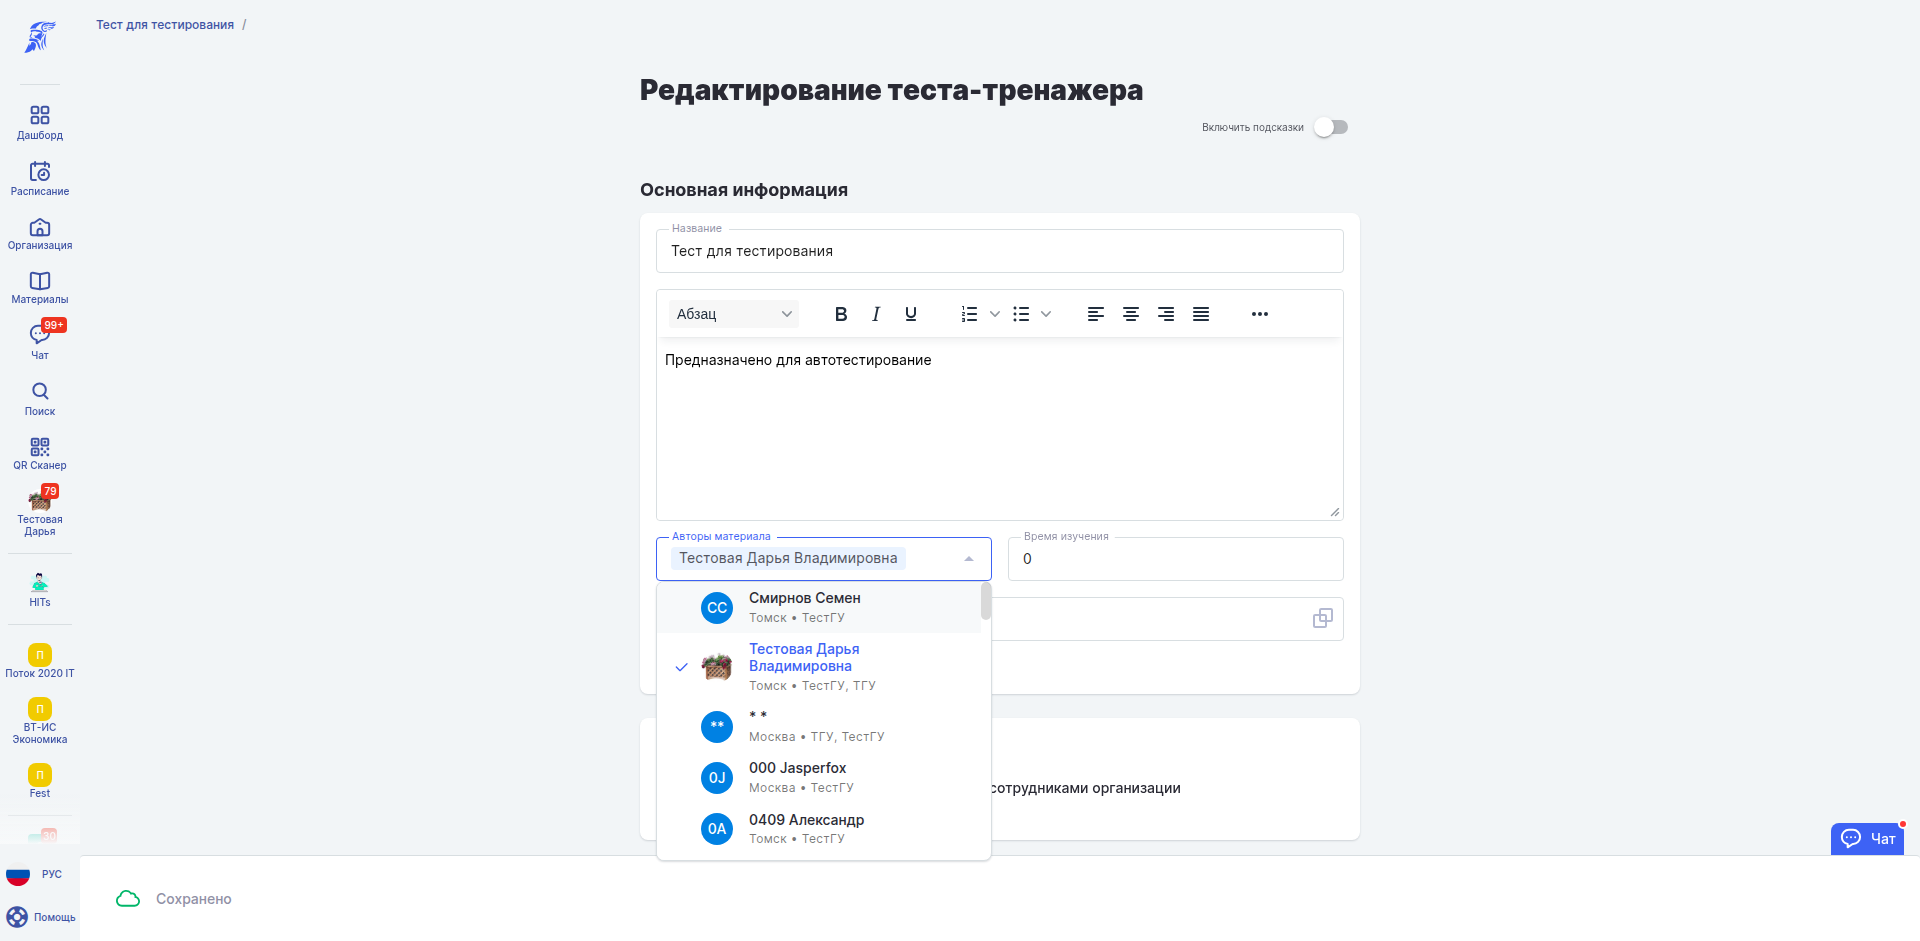 Тест для тестирования /
Дашборд
Расписание
Организация
Материалы
99+
Чат
Поиск
QR Сканер
79
Тестовая
Дарья
HITs
П
Поток 2020 IT
П
ВТ-ИС
Экономика
П
Fest
30
РУС
Помощь
Редактирование теста-тренажера
Включить подсказки
Основная информация
Название
Тест для тестирования
Абзац
B I U
Предназначено для автотестирование
Авторы материала
Тестовая Дарья Владимировна
Время изучения
0
СС
Смирнов Семен
Томск • ТестГУ
Тестовая Дарья
Владимировна
Томск • ТестГУ, ТГУ
**
* *
Москва • ТГУ, ТестГУ
0J
000 Jasperfox
Москва • ТестГУ
0А
0409 Александр
Томск • ТестГУ
сотрудниками организации
Чат
Сохранено